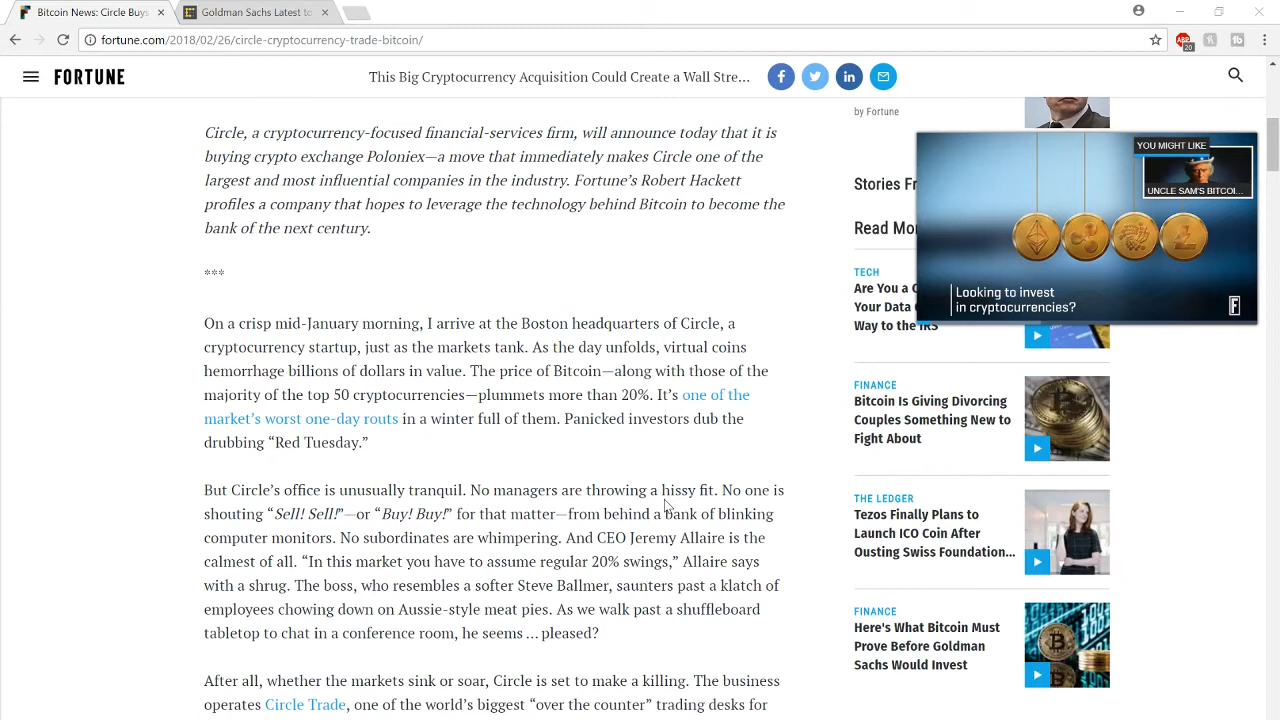 Bitcoin News: Circle Buys
Goldman Sachs Latest to
fortune.com/2018/02/26/circle-cryptocurrency-trade-bitcoin/
ABP
20
tb
FORTUNE
This Big Cryptocurrency Acquisition Could Create a Wall Stre...
Circle, a cryptocurrency-focused financial-services firm, will announce today that it is
buying crypto exchange Poloniex—a move that immediately makes Circle one of the
largest and most influential companies in the industry. Fortune's Robert Hackett
profiles a company that hopes to leverage the technology behind Bitcoin to become the
bank of the next century.
***
On a crisp mid-January morning, I arrive at the Boston headquarters of Circle, a
cryptocurrency startup, just as the markets tank. As the day unfolds, virtual coins
hemorrhage billions of dollars in value. The price of Bitcoin—along with those of the
majority of the top 50 cryptocurrencies—plummets more than 20%. It's one of the
market's worst one-day routs in a winter full of them. Panicked investors dub the
drubbing “Red Tuesday.”
But Circle's office is unusually tranquil. No managers are throwing a hissy fit. No one is
shouting “Sell! Sell!”—or “Buy! Buy!” for that matter—from behind a bank of blinking
computer monitors. No subordinates are whimpering. And CEO Jeremy Allaire is the
calmest of all. “In this market you have to assume regular 20% swings,” Allaire says
with a shrug. The boss, who resembles a softer Steve Ballmer, saunters past a klatch of
employees chowing down on Aussie-style meat pies. As we walk past a shuffleboard
tabletop to chat in a conference room, he seems … pleased?
After all, whether the markets sink or soar, Circle is set to make a killing. The business
operates Circle Trade, one of the world's biggest “over the counter” trading desks for
by Fortune
Stories Fr
Read Mo
YOU MIGHT LIKE
UNCLE SAM'S BITCOI...
Looking to invest
in cryptocurrencies?
F
TECH
Are You a C
Your Data
Way to the IRS
FINANCE
Bitcoin Is Giving Divorcing
Couples Something New to
Fight About
THE LEDGER
Tezos Finally Plans to
Launch ICO Coin After
Ousting Swiss Foundation...
FINANCE
Here's What Bitcoin Must
Prove Before Goldman
Sachs Would Invest